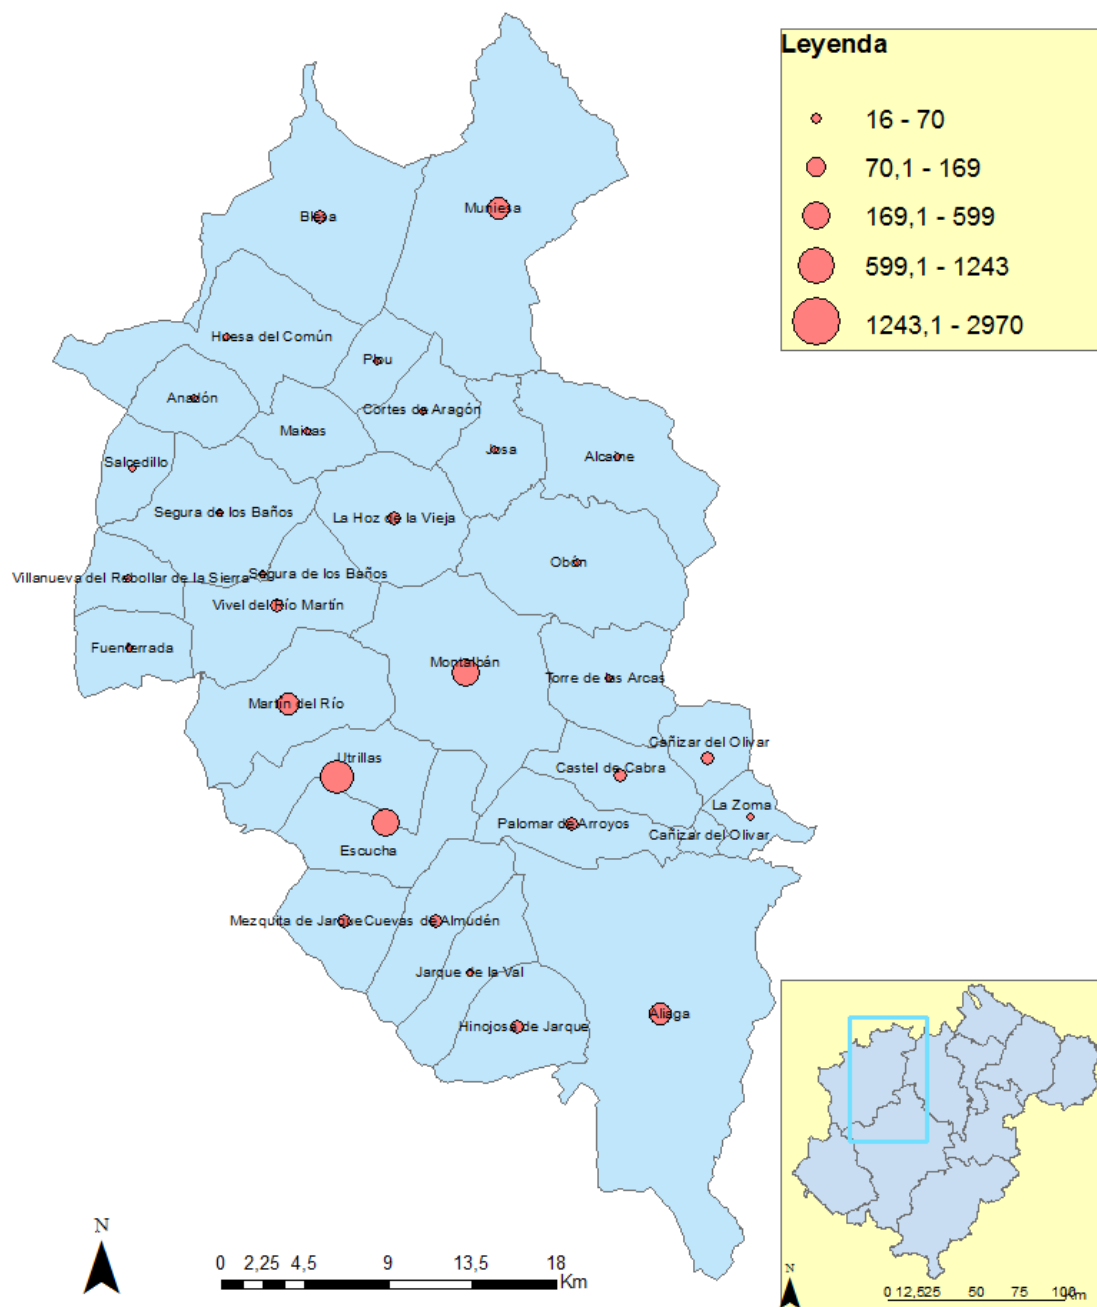 Leyenda
16 - 70
70,1 - 169
169,1 - 599
599,1 - 1243
1243,1 - 2970
Muniesa
Blesa
Huesa del Común
Plou
Anadón
Cortes de Aragón
Maicas
Josa
Alcaine
Salcedillo
Segura de los Baños
La Hoz de la Vieja
Obón
Villanueva del Rebollar de la Sierra
Segura de los Baños
Vivel del Río Martín
Fuenferrada
Montalbán
Torre de las Arcas
Martín del Río
Cañizar del Olivar
Utrillas
Castel de Cabra
La Zoma
Palomar de Arroyos
Cañizar del Olivar
Escucha
Mezquita de Jarque
Cuevas de Almudén
Jarque de la Val
Aliaga
Hinojosa de Jarque
N
0 2,25 4,5 9 13,5 18
Km
N
0 12,525 50 75 100
Km